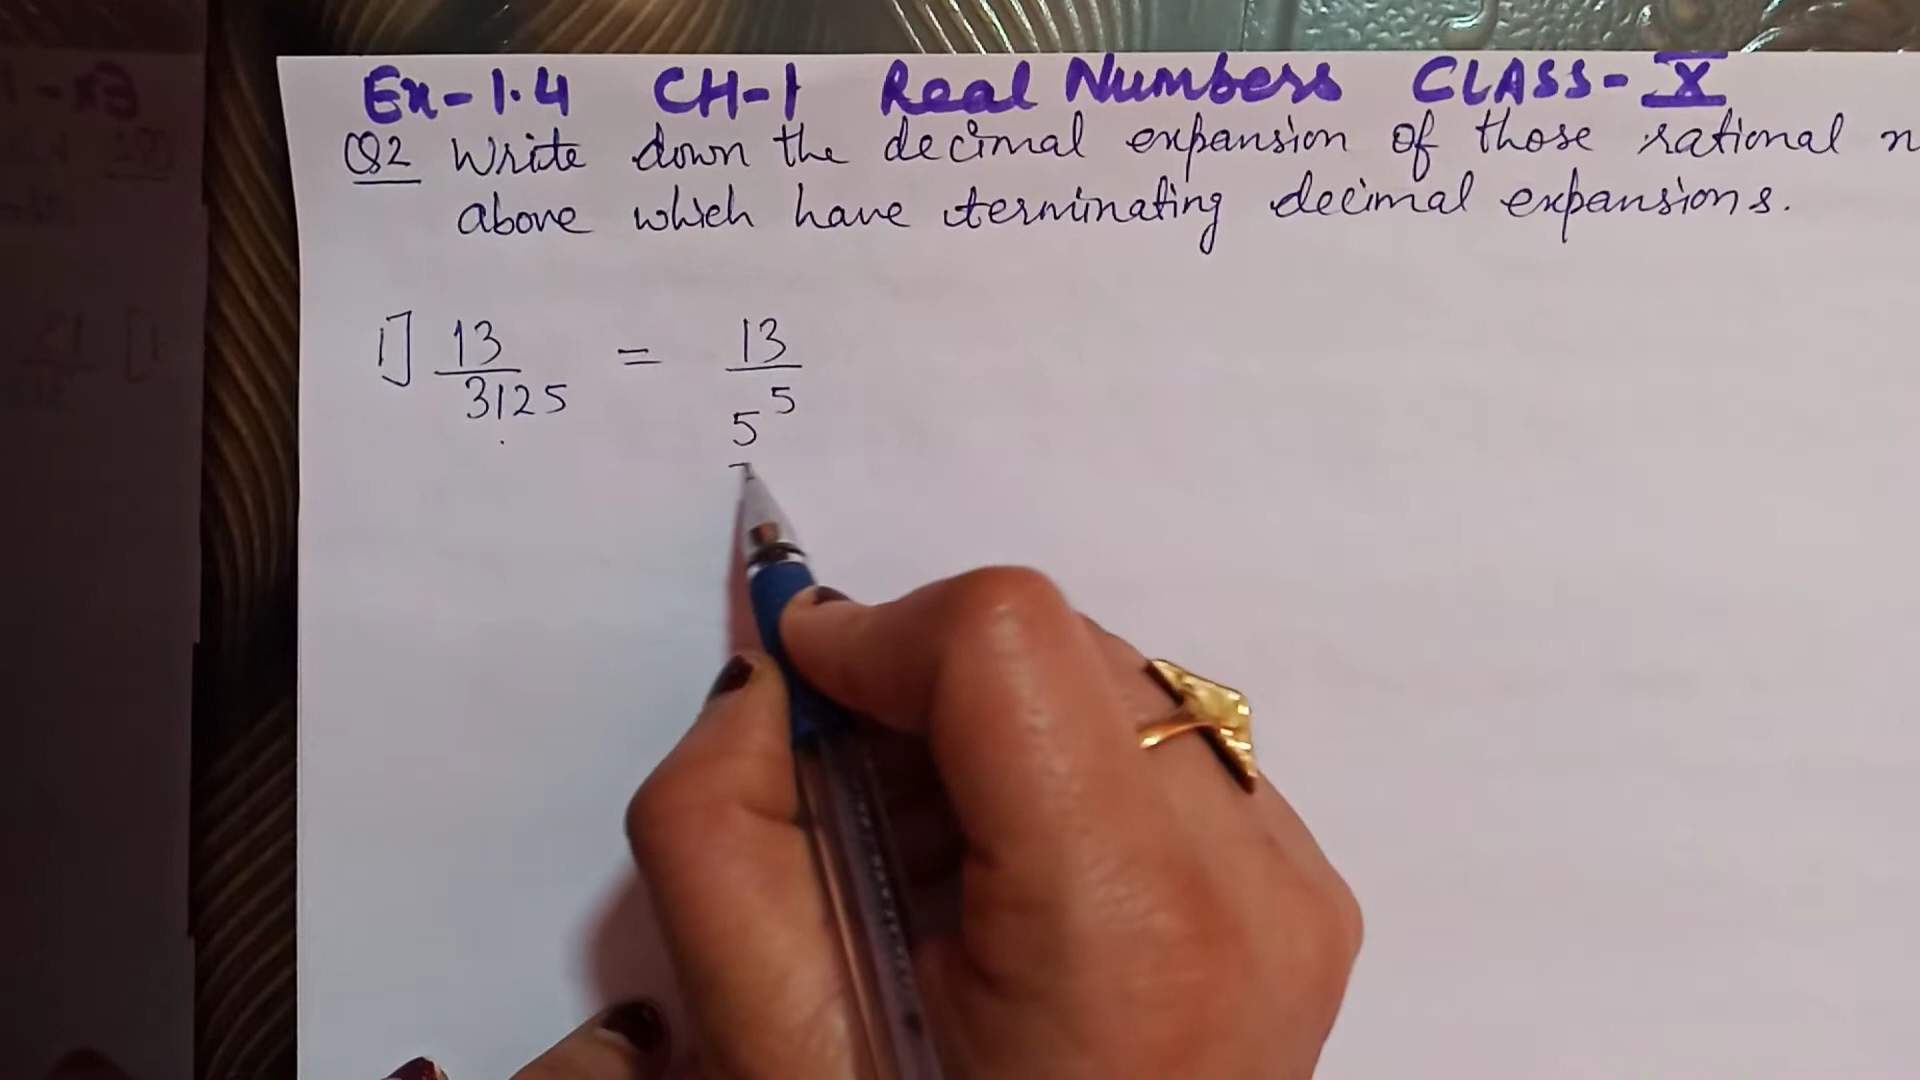 Ex-1.4 CH-1 Real Numbers CLASS-X
Q2 Write down the decimal expansion of those rational n
above which have terminating decimal expansions.
1] 13/3125 = 13/5^5